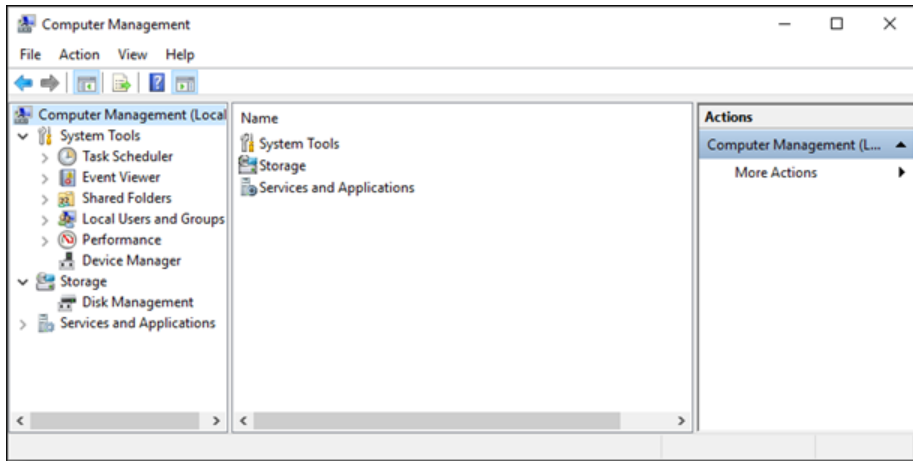 Computer Management
File Action View Help
Computer Management (Local
System Tools
Task Scheduler
Event Viewer
Shared Folders
Local Users and Groups
Performance
Device Manager
Storage
Disk Management
Services and Applications
Name
System Tools
Storage
Services and Applications
Actions
Computer Management (L...
More Actions